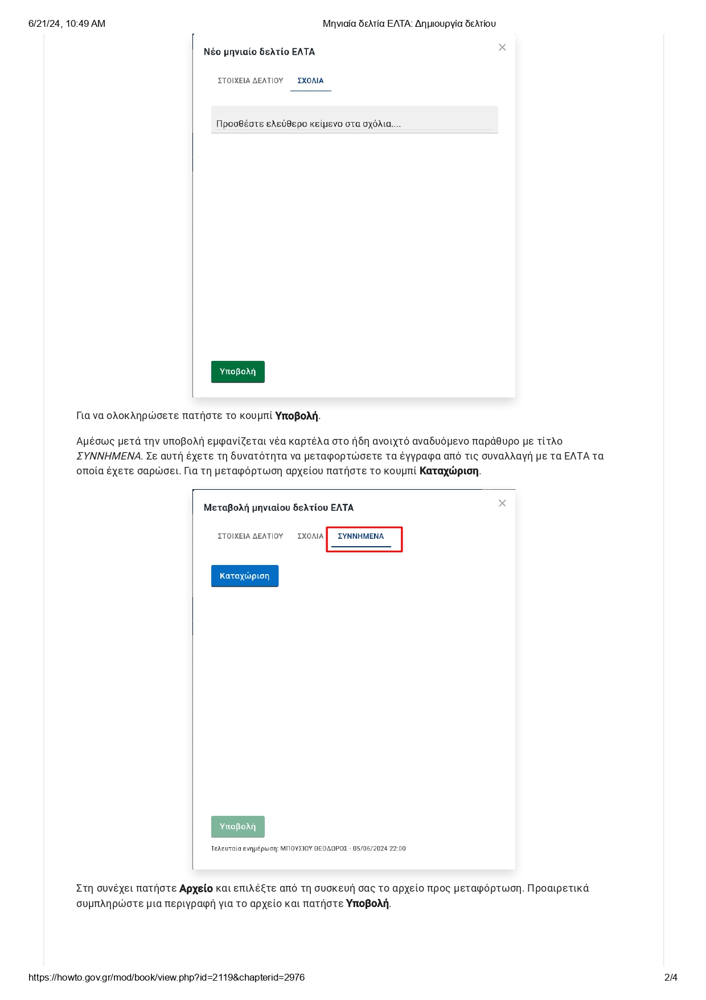 6/21/24, 10:49 AM
Μηνιαία δελτία ΕΛΤΑ: Δημιουργία δελτίου
Νέο μηνιαίο δελτίο ΕΛΤΑ
ΣΤΟΙΧΕΙΑ ΔΕΛΤΙΟΥ ΣΧΟΛΙΑ
Προσθέστε ελεύθερο κείμενο στα σχόλια....
Υποβολή
Για να ολοκληρώσετε πατήστε το κουμπί Υποβολή.
Αμέσως μετά την υποβολή εμφανίζεται νέα καρτέλα στο ήδη ανοιχτό αναδυόμενο παράθυρο με τίτλο
ΣΥΝΝΗΜΕΝΑ. Σε αυτή έχετε τη δυνατότητα να μεταφορτώσετε τα έγγραφα από τις συναλλαγή με τα ΕΛΤΑ τα
οποία έχετε σαρώσει. Για τη μεταφόρτωση αρχείου πατήστε το κουμπί Καταχώριση.
Μεταβολή μηνιαίου δελτίου ΕΛΤΑ
ΣΤΟΙΧΕΙΑ ΔΕΛΤΙΟΥ ΣΧΟΛΙΑ ΣΥΝΝΗΜΕΝΑ
Καταχώριση
Υποβολή
Τελευταία ενημέρωση: ΜΠΟΥΣΙΟΥ ΘΕΟΔΩΡΟΣ - 05/06/2024 22:00
Στη συνέχει πατήστε Αρχείο και επιλέξτε από τη συσκευή σας το αρχείο προς μεταφόρτωση. Προαιρετικά
συμπληρώστε μια περιγραφή για το αρχείο και πατήστε Υποβολή.
https://howto.gov.gr/mod/book/view.php?id=2119&chapterid=2976
2/4